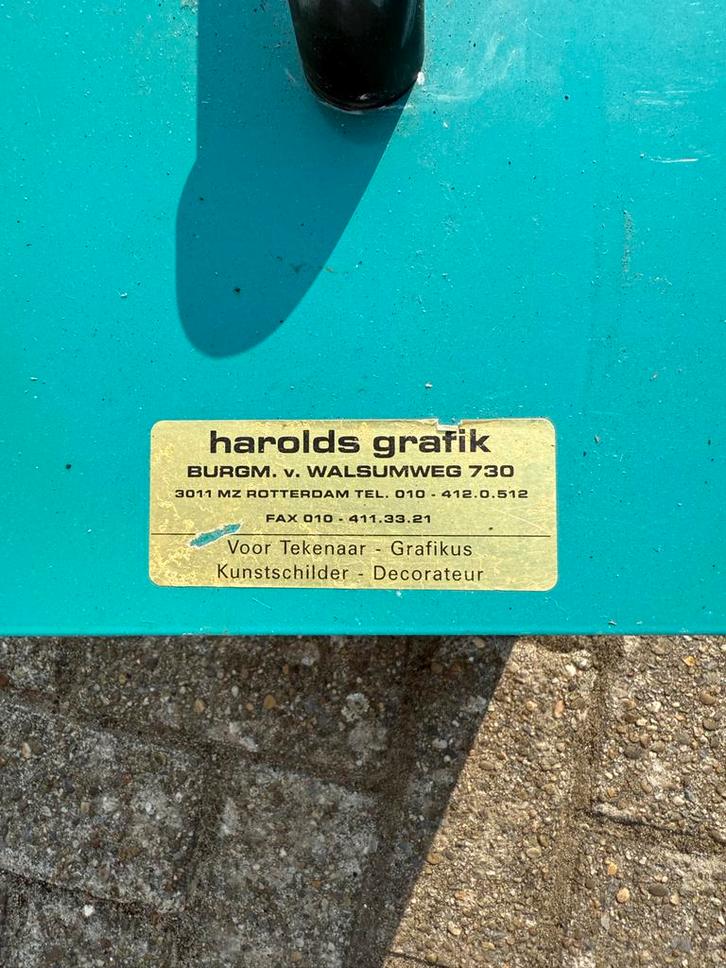 harolds grafik
BURGM. v. WALSUMWEG 730
3011 MZ ROTTERDAM TEL. 010 - 412.0.512
FAX 010 - 411.33.21
Voor Tekenaar - Grafikus
Kunstschilder - Decorateur